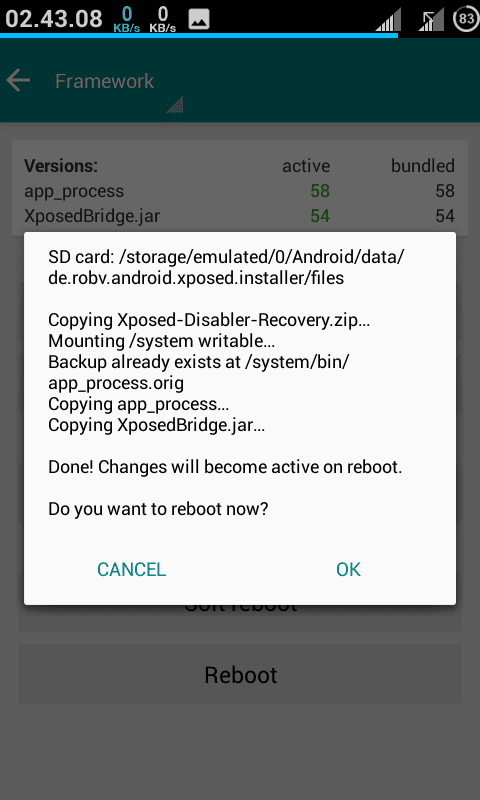 02.43.08 0 KB/s 0 KB/s 83
Framework
Versions: active bundled
app_process 58 58
XposedBridge.jar 54 54
SD card: /storage/emulated/0/Android/data/
de.robv.android.xposed.installer/files
Copying Xposed-Disabler-Recovery.zip...
Mounting /system writable...
Backup already exists at /system/bin/
app_process.orig
Copying app_process...
Copying XposedBridge.jar...
Done! Changes will become active on reboot.
Do you want to reboot now?
CANCEL OK
Soft reboot
Reboot